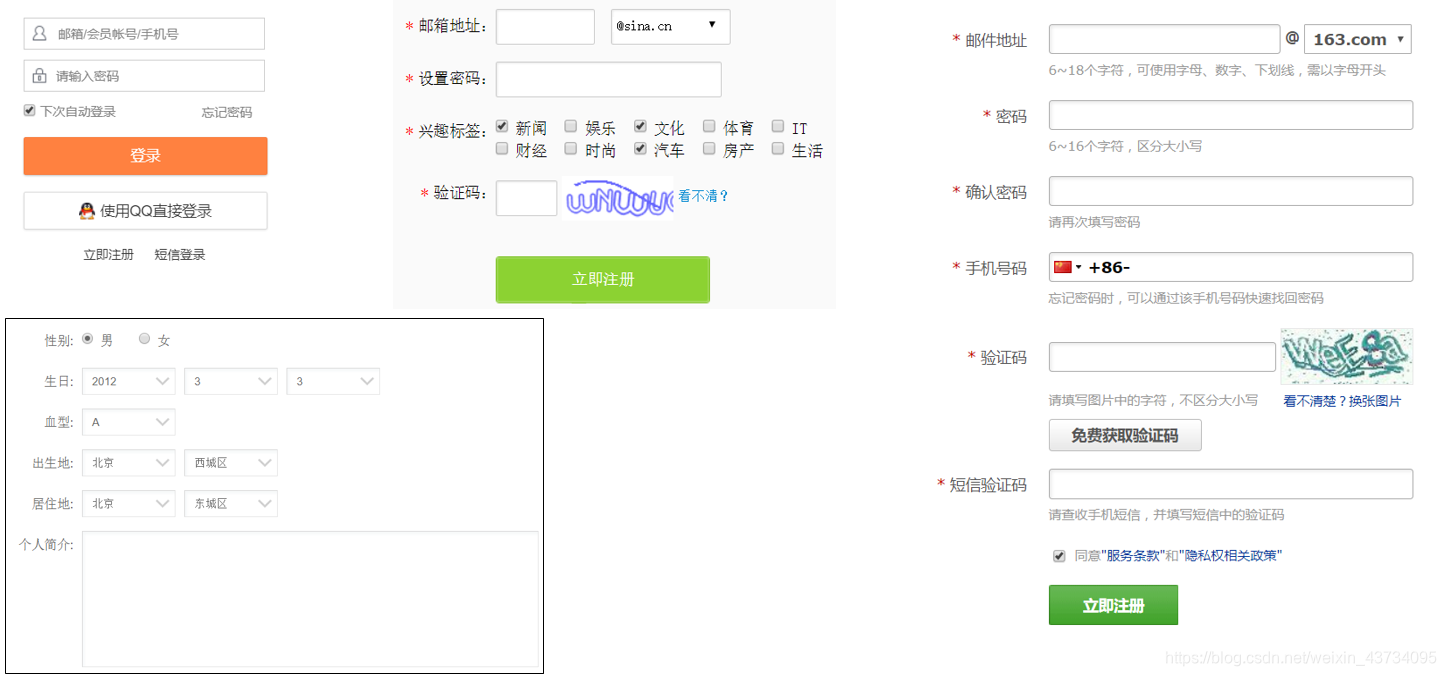 邮箱/会员帐号/手机号
请输入密码
下次自动登录 忘记密码
登录
使用QQ直接登录
立即注册 短信登录
* 邮箱地址： @sina.cn
* 设置密码：
* 兴趣标签： 新闻 娱乐 文化 体育 IT
财经 时尚 汽车 房产 生活
* 验证码： 看不清？
立即注册
性别: 男 女
生日: 2012 3 3
血型: A
出生地: 北京 西城区
居住地: 北京 东城区
个人简介:
* 邮件地址 @ 163.com
6~18个字符，可使用字母、数字、下划线，需以字母开头
* 密码
6~16个字符，区分大小写
* 确认密码
请再次填写密码
* 手机号码 +86-
忘记密码时，可以通过该手机号码快速找回密码
* 验证码
请填写图片中的字符，不区分大小写 看不清楚？换张图片
免费获取验证码
* 短信验证码
请查收手机短信，并填写短信中的验证码
同意"服务条款"和"隐私权相关政策"
立即注册
https://blog.csdn.net/weixin_43734095